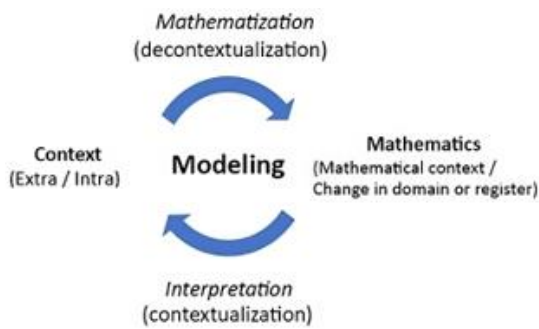 Mathematization
(decontextualization)
Context
(Extra / Intra)
Modeling
Mathematics
(Mathematical context /
Change in domain or register)
Interpretation
(contextualization)